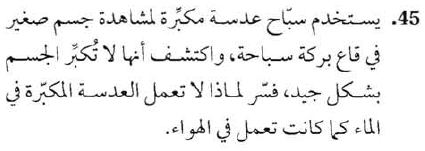 45. يستخدم سبّاح عدسة مكبِّرة لمشاهدة جسم صغير
في قاع بركة سباحة، واكتشف أنها لا تُكبِّر الجسم
بشكل جيد، فسّر لماذا لا تعمل العدسة المكبّرة في
الماء كما كانت تعمل في الهواء.